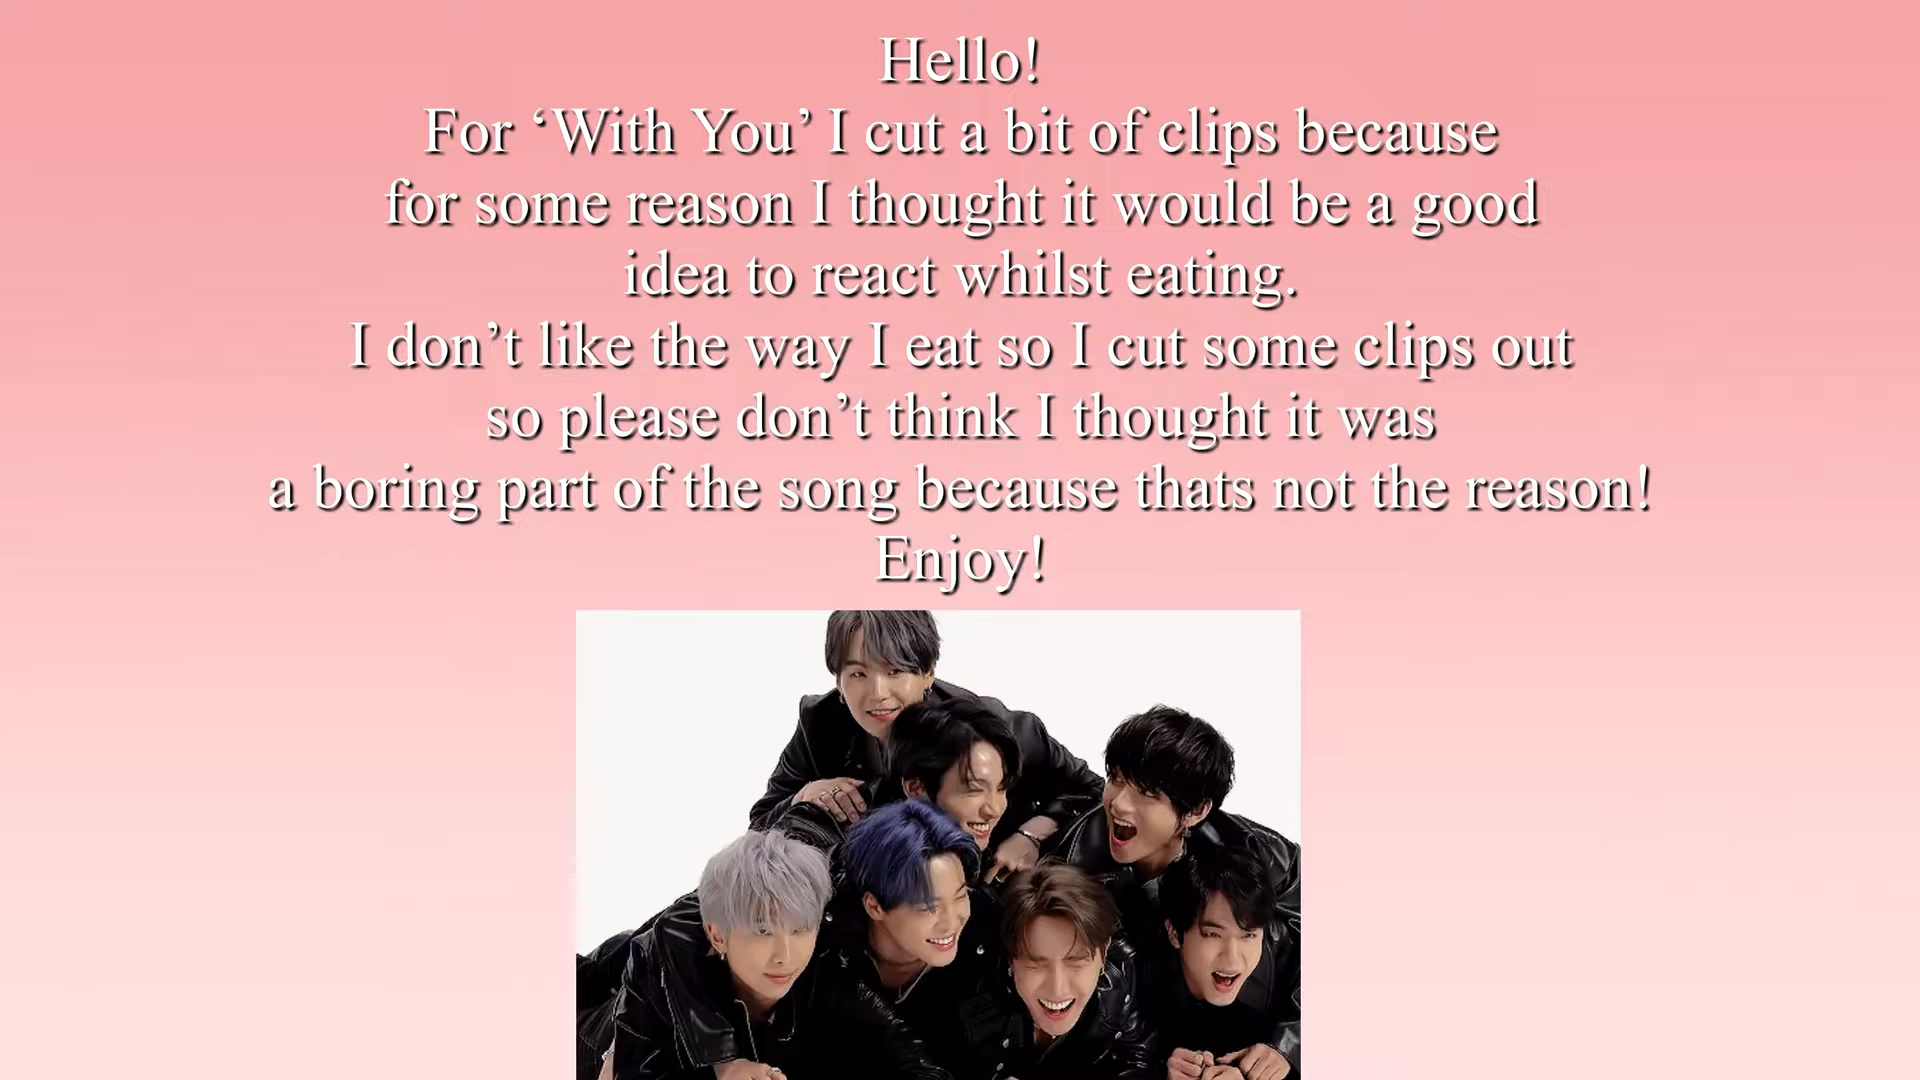 Hello!
For ‘With You’ I cut a bit of clips because
for some reason I thought it would be a good
idea to react whilst eating.
I don’t like the way I eat so I cut some clips out
so please don’t think I thought it was
a boring part of the song because thats not the reason!
Enjoy!